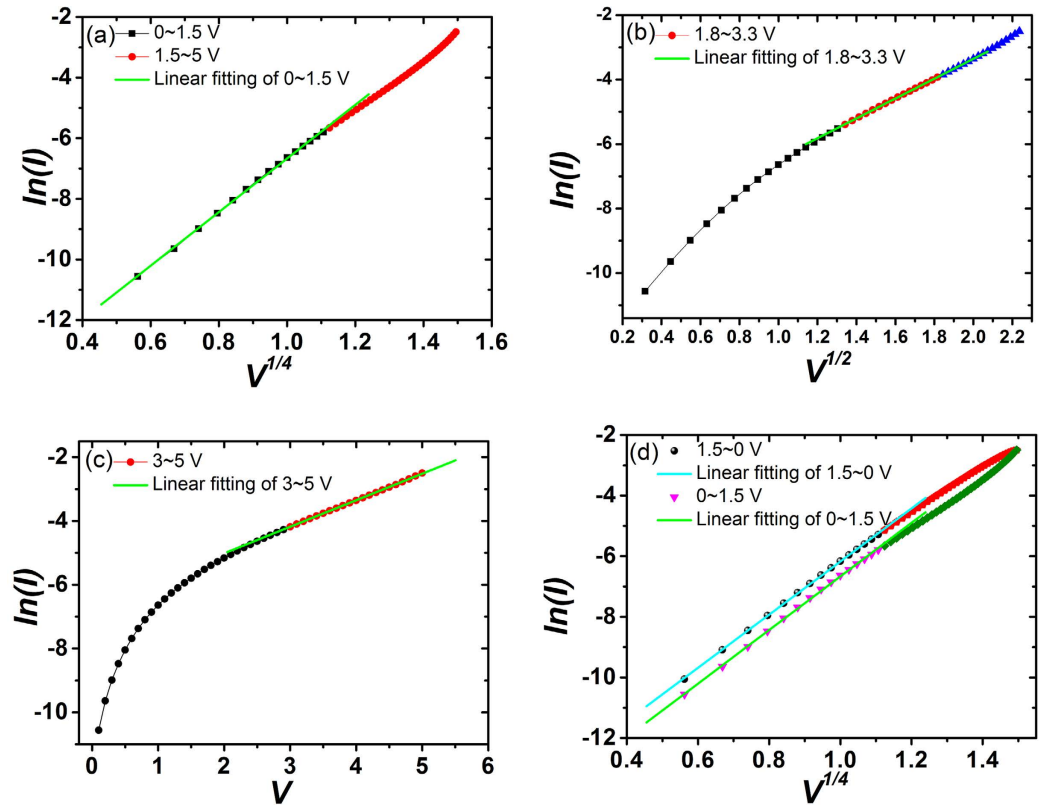 (a)
0~1.5 V
1.5~5 V
Linear fitting of 0~1.5 V
-2
-4
-6
-8
-10
-12
0.4 0.6 0.8 1.0 1.2 1.4 1.6
ln(I)
V^{1/4}
(b)
1.8~3.3 V
Linear fitting of 1.8~3.3 V
-2
-4
-6
-8
-10
0.2 0.4 0.6 0.8 1.0 1.2 1.4 1.6 1.8 2.0 2.2
ln(I)
V^{1/2}
(c)
3~5 V
Linear fitting of 3~5 V
-2
-4
-6
-8
-10
0 1 2 3 4 5 6
ln(I)
V
(d)
1.5~0 V
Linear fitting of 1.5~0 V
0~1.5 V
Linear fitting of 0~1.5 V
-2
-4
-6
-8
-10
-12
0.4 0.6 0.8 1.0 1.2 1.4
ln(I)
V^{1/4}